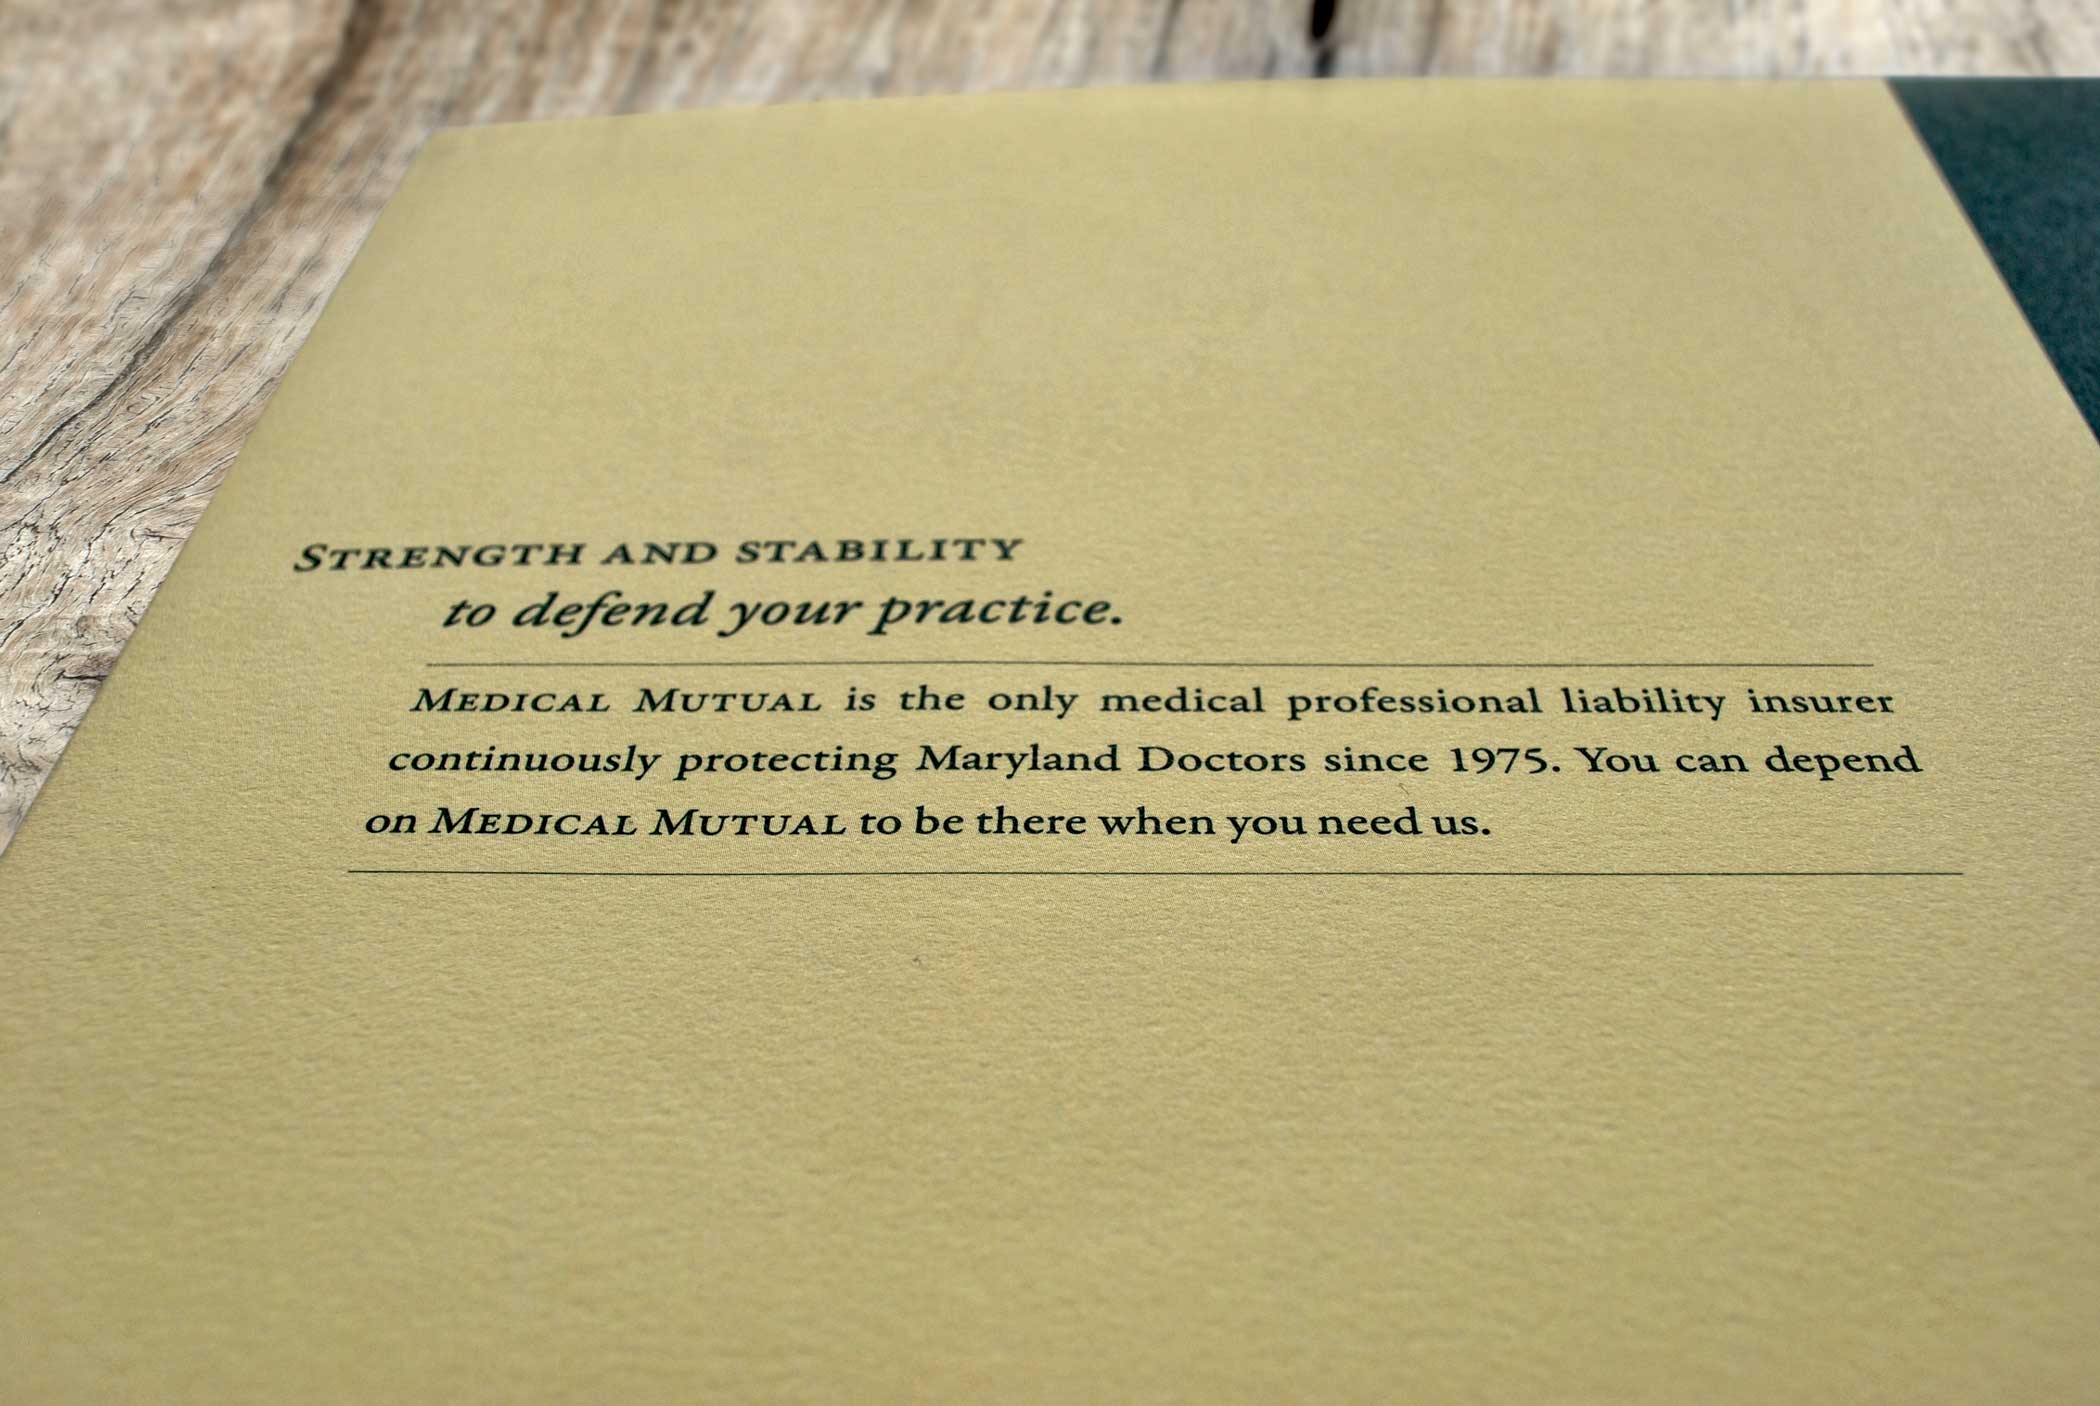 STRENGTH AND STABILITY
to defend your practice.
MEDICAL MUTUAL is the only medical professional liability insurer
continuously protecting Maryland Doctors since 1975. You can depend
on MEDICAL MUTUAL to be there when you need us.